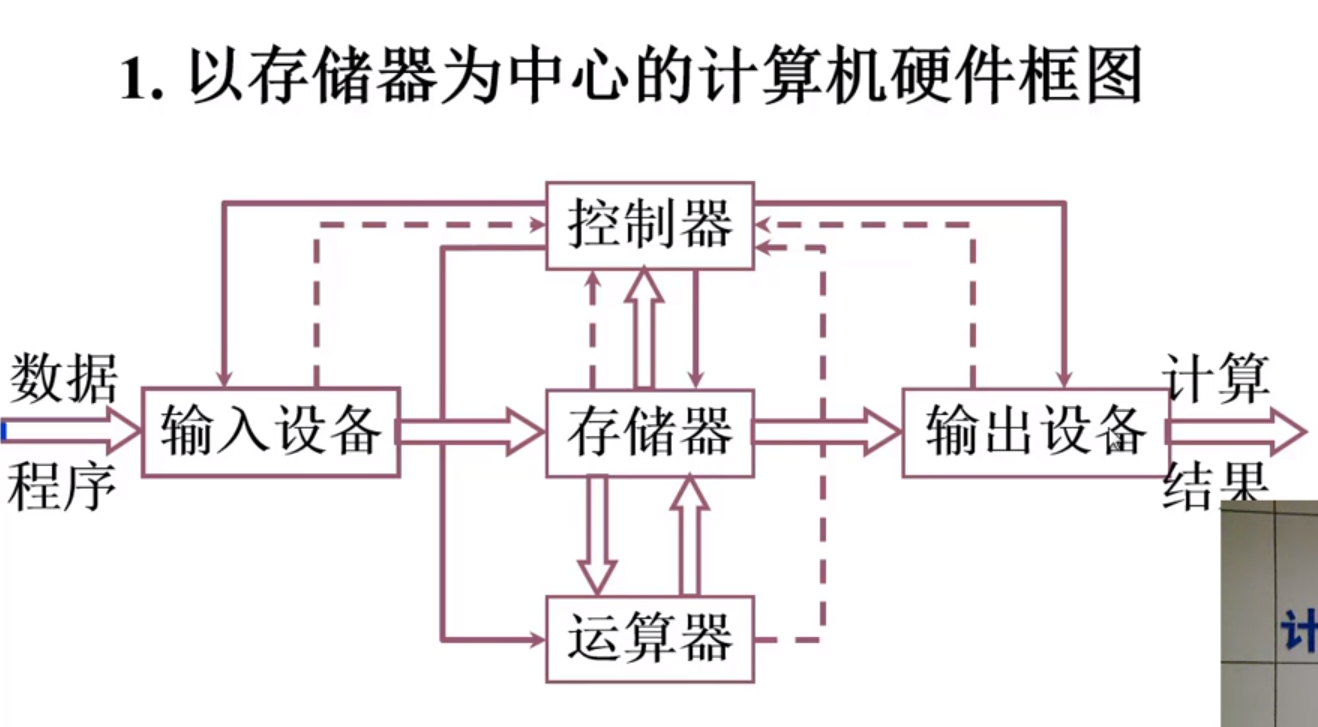 1. 以存储器为中心的计算机硬件框图
控制器
数据
程序
输入设备
存储器
输出设备
计算
结果
运算器
计